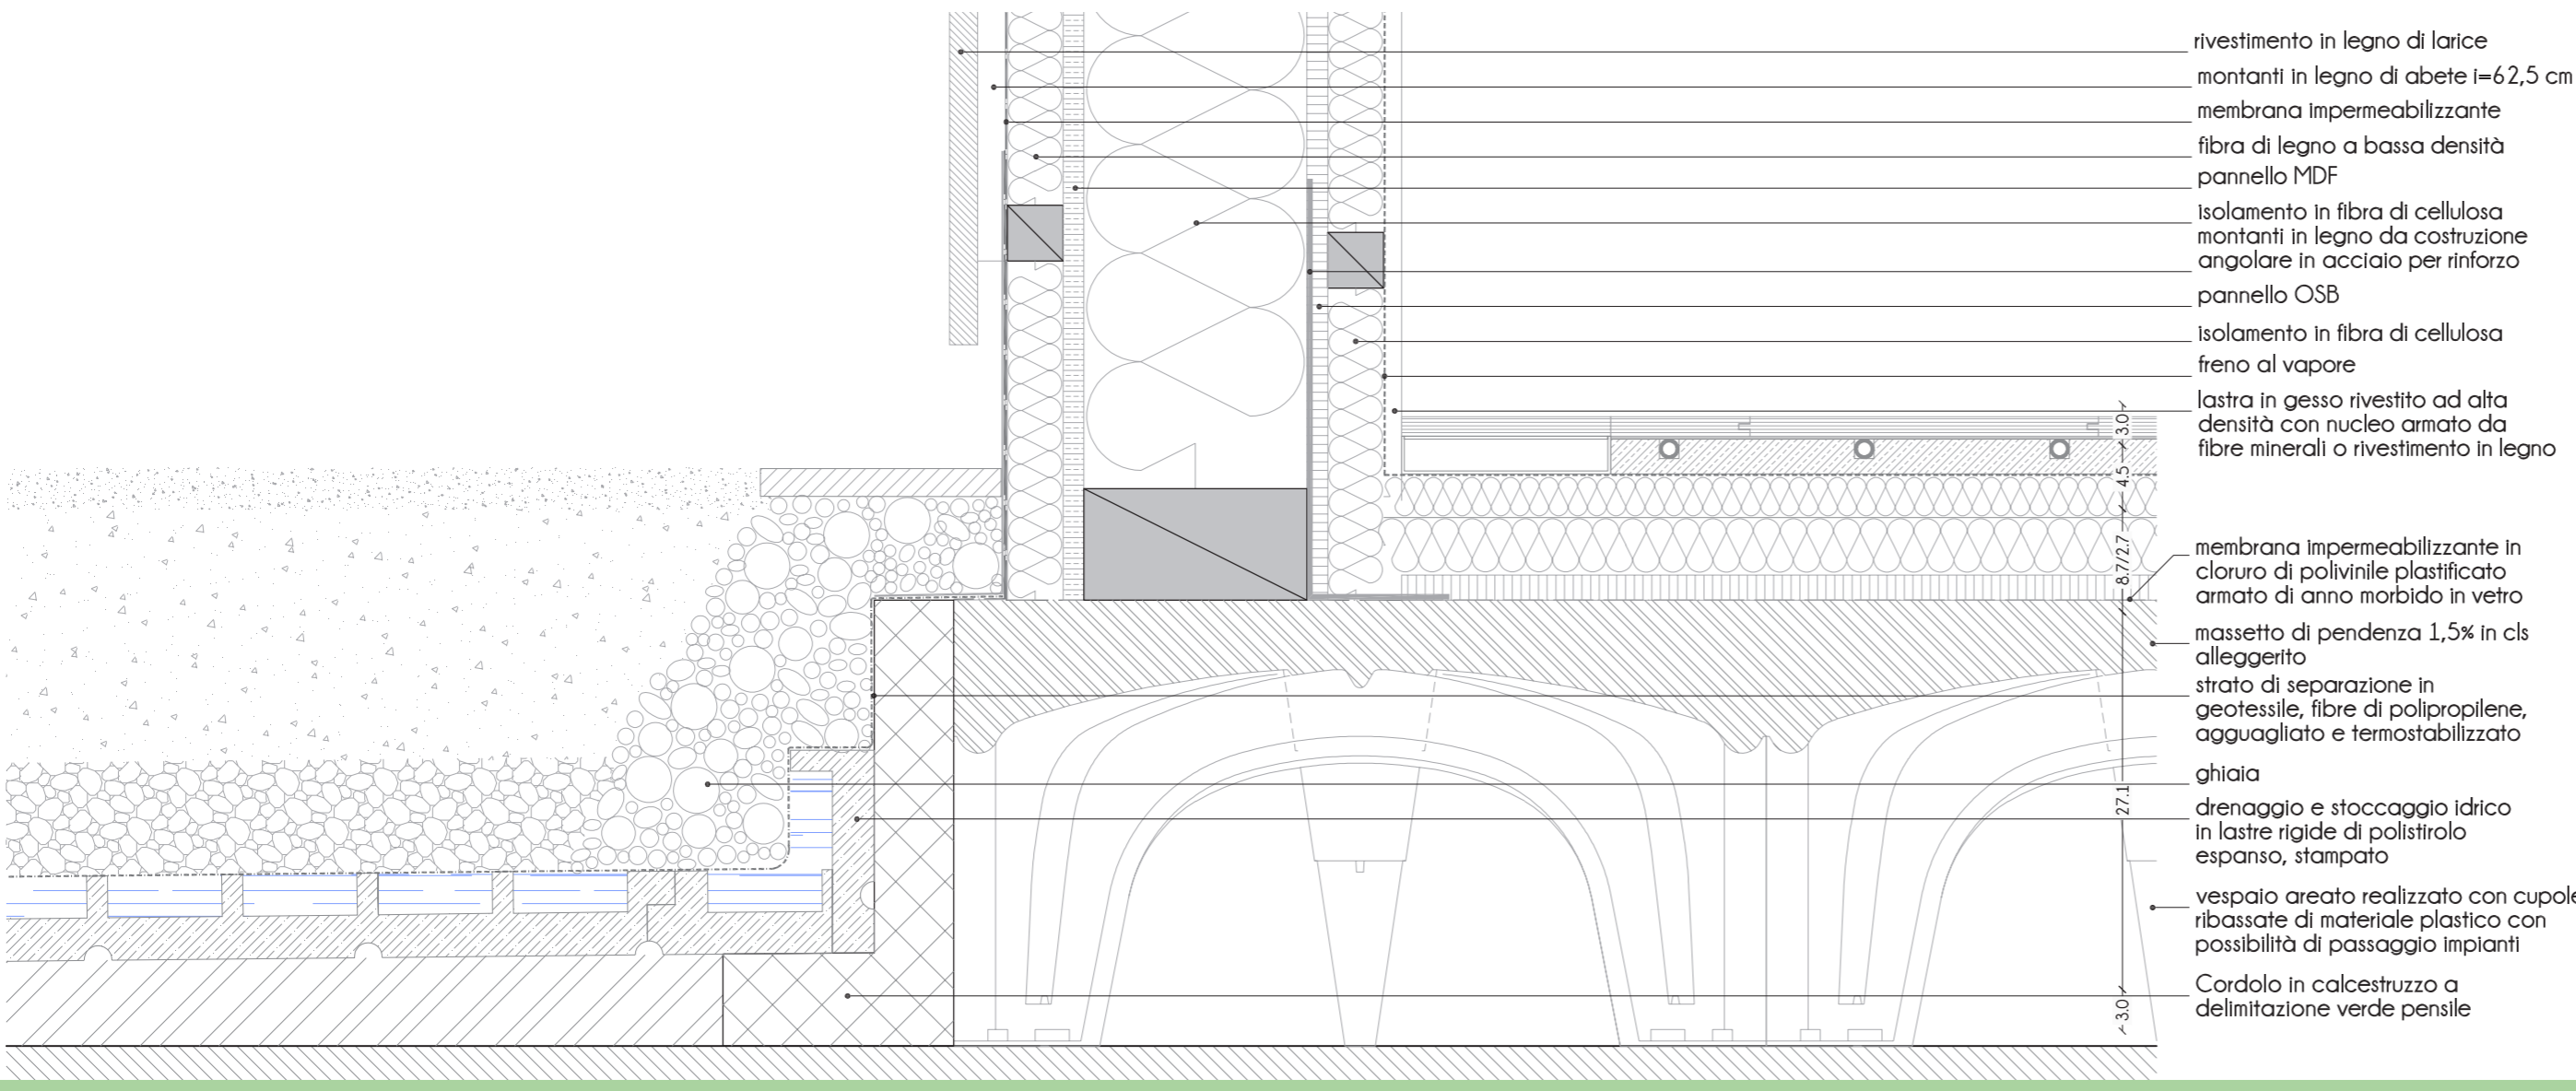 rivestimento in legno di larice
montanti in legno di abete i=62,5 cm
membrana impermeabilizzante
fibra di legno a bassa densità
pannello MDF
isolamento in fibra di cellulosa
montanti in legno da costruzione
angolare in acciaio per rinforzo
pannello OSB
isolamento in fibra di cellulosa
freno al vapore
lastra in gesso rivestito ad alta
densità con nucleo armato da
fibre minerali o rivestimento in legno
membrana impermeabilizzante in
cloruro di polivinile plastificato
armato di anno morbido in vetro
massetto di pendenza 1,5% in cls
alleggerito
strato di separazione in
geotessile, fibre di polipropilene,
agguagliato e termostabilizzato
ghiaia
drenaggio e stoccaggio idrico
in lastre rigide di polistirolo
espanso, stampato
vespaio areato realizzato con cupole
ribassate di materiale plastico con
possibilità di passaggio impianti
Cordolo in calcestruzzo a
delimitazione verde pensile
3.0
4.5
8.7/2.7
27.1
3.0